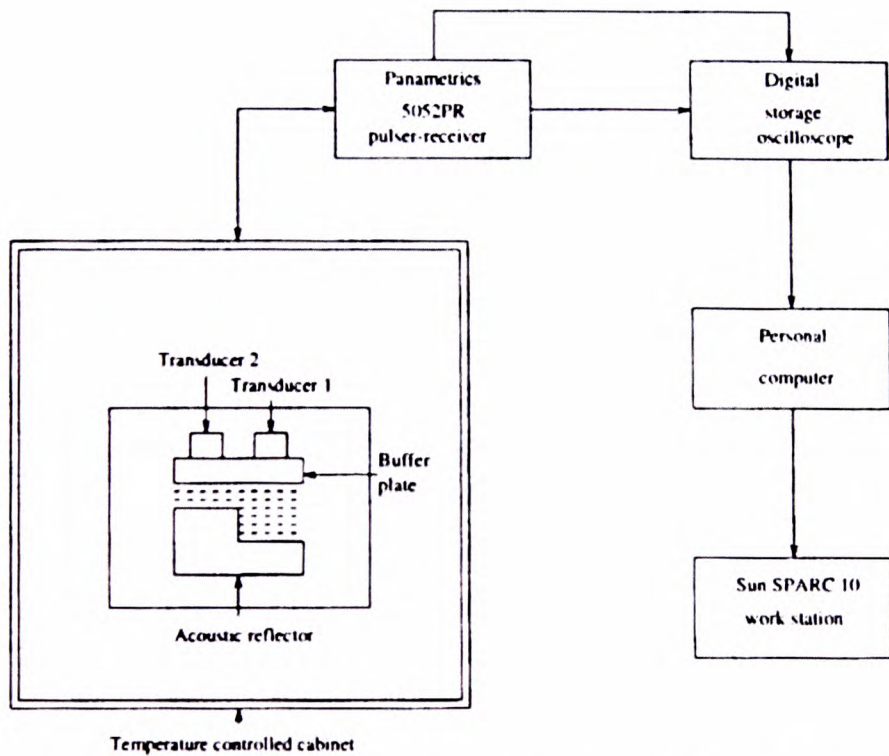 Panametrics
5052PR
pulser-receiver
Digital
storage
oscilloscope
Personal
computer
Sun SPARC 10
work station
Transducer 2
Transducer 1
Buffer
plate
Acoustic reflector
Temperature controlled cabinet